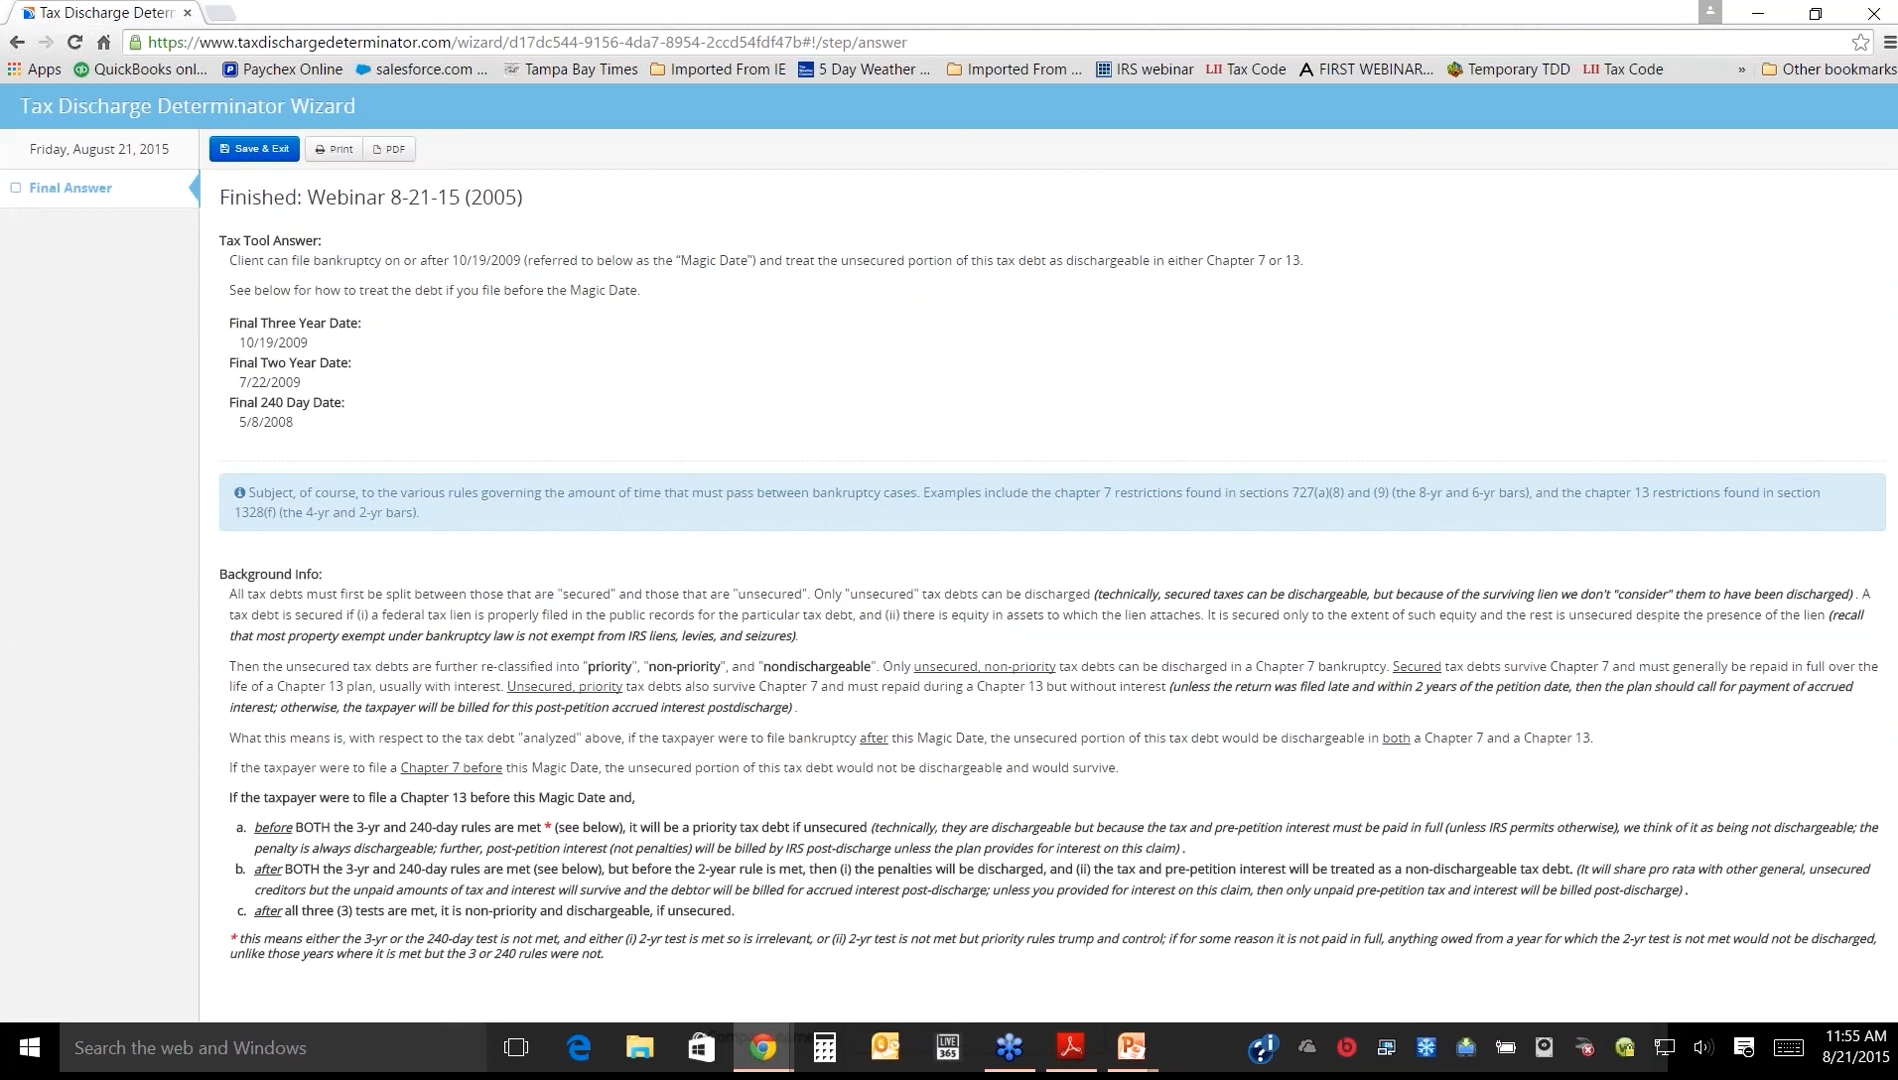 Tax Discharge Detern
https://www.taxdischargedeterminator.com/wizard/d17dc544-9156-4da7-8954-2ccd54fdf47b#!/step/answer
Apps QuickBooks onl... Paychex Online salesforce.com ... Tampa Bay Times Imported From IE 5 Day Weather ... Imported From ... IRS webinar LII Tax Code FIRST WEBINAR... Temporary TDD LII Tax Code » Other bookmarks
Tax Discharge Determinator Wizard
Friday, August 21, 2015 Save & Exit Print PDF
Final Answer
Finished: Webinar 8-21-15 (2005)
Tax Tool Answer:
Client can file bankruptcy on or after 10/19/2009 (referred to below as the “Magic Date”) and treat the unsecured portion of this tax debt as dischargeable in either Chapter 7 or 13.
See below for how to treat the debt if you file before the Magic Date.
Final Three Year Date:
10/19/2009
Final Two Year Date:
7/22/2009
Final 240 Day Date:
5/8/2008
Subject, of course, to the various rules governing the amount of time that must pass between bankruptcy cases. Examples include the chapter 7 restrictions found in sections 727(a)(8) and (9) (the 8-yr and 6-yr bars), and the chapter 13 restrictions found in section
1328(f) (the 4-yr and 2-yr bars).
Background Info:
All tax debts must first be split between those that are "secured" and those that are "unsecured". Only "unsecured" tax debts can be discharged (technically, secured taxes can be dischargeable, but because of the surviving lien we don't "consider" them to have been discharged) . A
tax debt is secured if (i) a federal tax lien is properly filed in the public records for the particular tax debt, and (ii) there is equity in assets to which the lien attaches. It is secured only to the extent of such equity and the rest is unsecured despite the presence of the lien (recall
that most property exempt under bankruptcy law is not exempt from IRS liens, levies, and seizures).
Then the unsecured tax debts are further re-classified into "priority", "non-priority", and "nondischargeable". Only unsecured, non-priority tax debts can be discharged in a Chapter 7 bankruptcy. Secured tax debts survive Chapter 7 and must generally be repaid in full over the
life of a Chapter 13 plan, usually with interest. Unsecured, priority tax debts also survive Chapter 7 and must repaid during a Chapter 13 but without interest (unless the return was filed late and within 2 years of the petition date, then the plan should call for payment of accrued
interest; otherwise, the taxpayer will be billed for this post-petition accrued interest postdischarge) .
What this means is, with respect to the tax debt "analyzed" above, if the taxpayer were to file bankruptcy after this Magic Date, the unsecured portion of this tax debt would be dischargeable in both a Chapter 7 and a Chapter 13.
If the taxpayer were to file a Chapter 7 before this Magic Date, the unsecured portion of this tax debt would not be dischargeable and would survive.
If the taxpayer were to file a Chapter 13 before this Magic Date and,
a. before BOTH the 3-yr and 240-day rules are met * (see below), it will be a priority tax debt if unsecured (technically, they are dischargeable but because the tax and pre-petition interest must be paid in full (unless IRS permits otherwise), we think of it as being not dischargeable; the
penalty is always dischargeable; further, post-petition interest (not penalties) will be billed by IRS post-discharge unless the plan provides for interest on this claim) .
b. after BOTH the 3-yr and 240-day rules are met (see below), but before the 2-year rule is met, then (i) the penalties will be discharged, and (ii) the tax and pre-petition interest will be treated as a non-dischargeable tax debt. (It will share pro rata with other general, unsecured
creditors but the unpaid amounts of tax and interest will survive and the debtor will be billed for accrued interest post-discharge; unless you provided for interest on this claim, then only unpaid pre-petition tax and interest will be billed post-discharge) .
c. after all three (3) tests are met, it is non-priority and dischargeable, if unsecured.
* this means either the 3-yr or the 240-day test is not met, and either (i) 2-yr test is met so is irrelevant, or (ii) 2-yr test is not met but priority rules trump and control; if for some reason it is not paid in full, anything owed from a year for which the 2-yr test is not met would not be discharged,
unlike those years where it is met but the 3 or 240 rules were not.
Search the web and Windows
LIVE
365
11:55 AM
8/21/2015